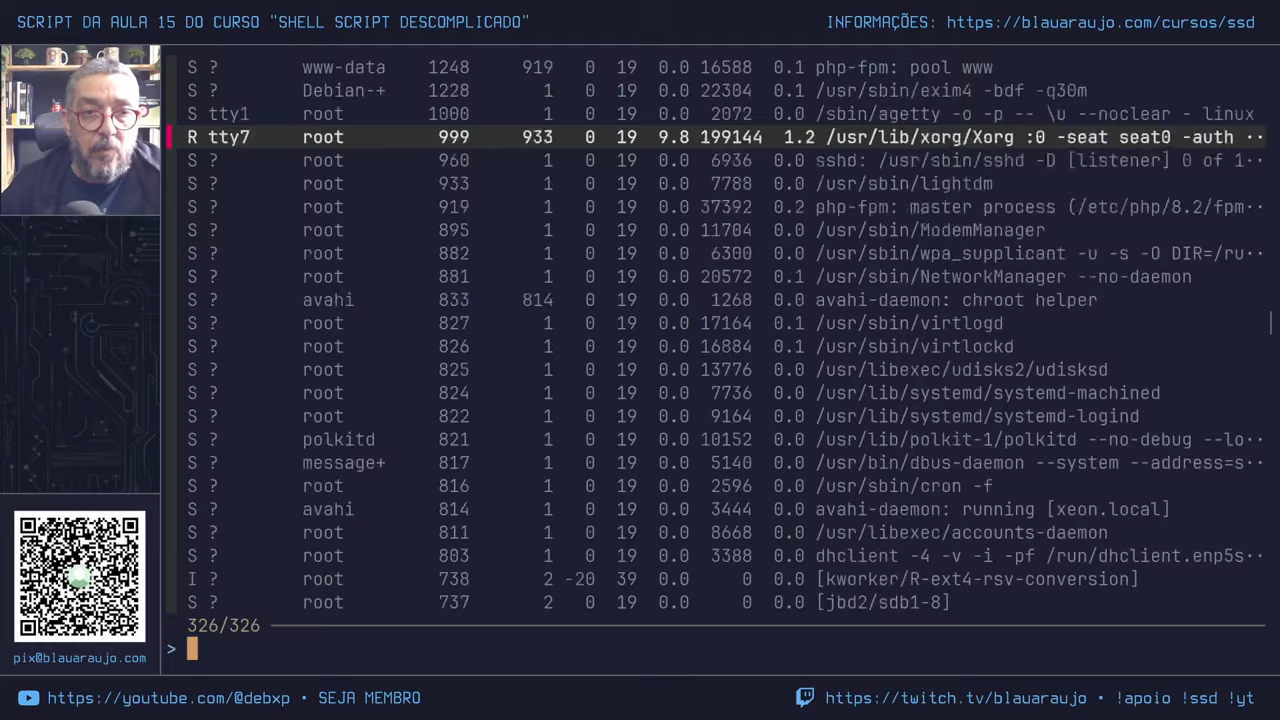 SCRIPT DA AULA 15 DO CURSO "SHELL SCRIPT DESCOMPLICADO"
INFORMAÇÕES: https://blauaraujo.com/cursos/ssd
S ? www-data 1248 919 0 19 0.0 16588 0.1 php-fpm: pool www
S ? Debian-+ 1228 1 0 19 0.0 22304 0.1 /usr/sbin/exim4 -bdf -q30m
S tty1 root 1000 1 0 19 0.0 2072 0.0 /sbin/agetty -o -p -- \u --noclear - linux
R tty7 root 999 933 0 19 9.8 199144 1.2 /usr/lib/xorg/Xorg :0 -seat seat0 -auth ··
S ? root 960 1 0 19 0.0 6936 0.0 sshd: /usr/sbin/sshd -D [listener] 0 of 1··
S ? root 933 1 0 19 0.0 7788 0.0 /usr/sbin/lightdm
S ? root 919 1 0 19 0.0 37392 0.2 php-fpm: master process (/etc/php/8.2/fpm··
S ? root 895 1 0 19 0.0 11704 0.0 /usr/sbin/ModemManager
S ? root 882 1 0 19 0.0 6300 0.0 /usr/sbin/wpa_supplicant -u -s -O DIR=/ru··
S ? root 881 1 0 19 0.0 20572 0.1 /usr/sbin/NetworkManager --no-daemon
S ? avahi 833 814 0 19 0.0 1268 0.0 avahi-daemon: chroot helper
S ? root 827 1 0 19 0.0 17164 0.1 /usr/sbin/virtlogd
S ? root 826 1 0 19 0.0 16884 0.1 /usr/sbin/virtlockd
S ? root 825 1 0 19 0.0 13776 0.0 /usr/libexec/udisks2/udisksd
S ? root 824 1 0 19 0.0 7736 0.0 /usr/lib/systemd/systemd-machined
S ? root 822 1 0 19 0.0 9164 0.0 /usr/lib/systemd/systemd-logind
S ? polkitd 821 1 0 19 0.0 10152 0.0 /usr/lib/polkit-1/polkitd --no-debug --lo··
S ? message+ 817 1 0 19 0.0 5140 0.0 /usr/bin/dbus-daemon --system --address=s··
S ? root 816 1 0 19 0.0 2596 0.0 /usr/sbin/cron -f
S ? avahi 814 1 0 19 0.0 3444 0.0 avahi-daemon: running [xeon.local]
S ? root 811 1 0 19 0.0 8668 0.0 /usr/libexec/accounts-daemon
S ? root 803 1 0 19 0.0 3388 0.0 dhclient -4 -v -i -pf /run/dhclient.enp5s··
I ? root 738 2 -20 39 0.0 0 0.0 [kworker/R-ext4-rsv-conversion]
S ? root 737 2 0 19 0.0 0 0.0 [jbd2/sdb1-8]
326/326
>
pix@blauaraujo.com
https://youtube.com/@debxp • SEJA MEMBRO
https://twitch.tv/blauaraujo • !apoio !ssd !yt